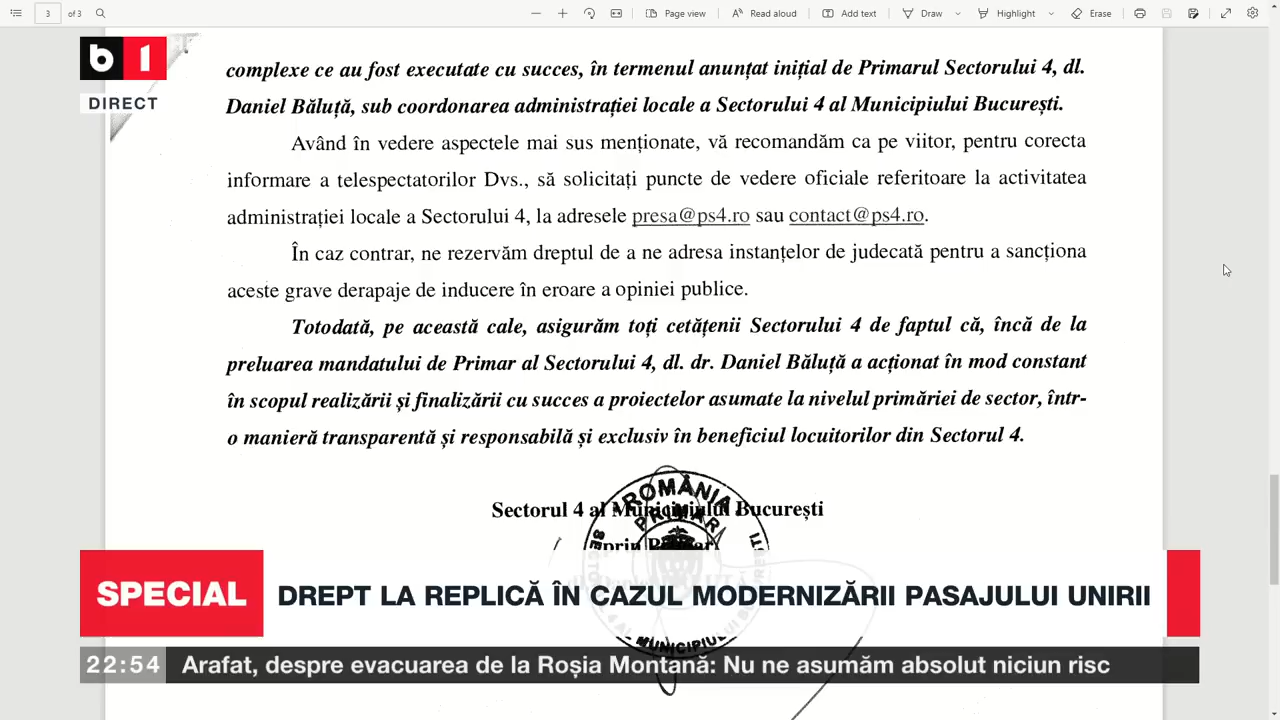 3 of 3 Page view Read aloud Add text Draw Highlight Erase
b1
DIRECT
complexe ce au fost executate cu succes, în termenul anunțat inițial de Primarul Sectorului 4, dl.
Daniel Băluță, sub coordonarea administrației locale a Sectorului 4 al Municipiului București.
Având în vedere aspectele mai sus menționate, vă recomandăm ca pe viitor, pentru corecta
informare a telespectatorilor Dvs., să solicitați puncte de vedere oficiale referitoare la activitatea
administrației locale a Sectorului 4, la adresele presa@ps4.ro sau contact@ps4.ro.
În caz contrar, ne rezervăm dreptul de a ne adresa instanțelor de judecată pentru a sancționa
aceste grave derapaje de inducere în eroare a opiniei publice.
Totodată, pe această cale, asigurăm toți cetățenii Sectorului 4 de faptul că, încă de la
preluarea mandatului de Primar al Sectorului 4, dl. dr. Daniel Băluță a acționat în mod constant
în scopul realizării și finalizării cu succes a proiectelor asumate la nivelul primăriei de sector, într-
o manieră transparentă și responsabilă și exclusiv în beneficiul locuitorilor din Sectorul 4.
Sectorul 4 al Municipiului București
prin Primar
ROMÂNIA
PRIMAR
SPECIAL
DREPT LA REPLICĂ ÎN CAZUL MODERNIZĂRII PASAJULUI UNIRII
22:54
Arafat, despre evacuarea de la Roșia Montană: Nu ne asumăm absolut niciun risc